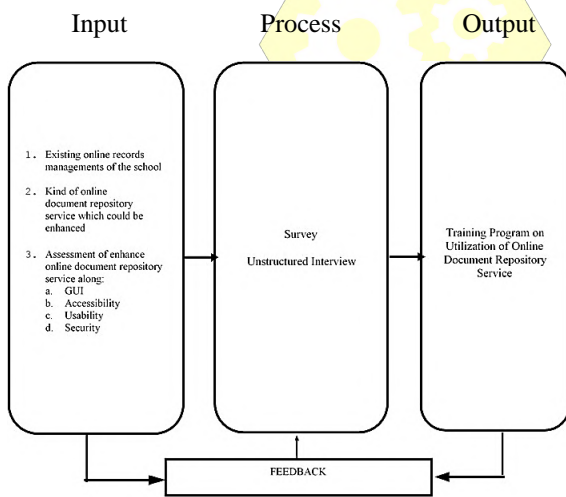 Input
Process
Output
1. Existing online records
managements of the school
2. Kind of online
document repository
service which could be
enhanced
3. Assessment of enhance
online document repository
service along:
a. GUI
b. Accessibility
c. Usability
d. Security
Survey
Unstructured Interview
Training Program on
Utilization of Online
Document Repository
Service
FEEDBACK